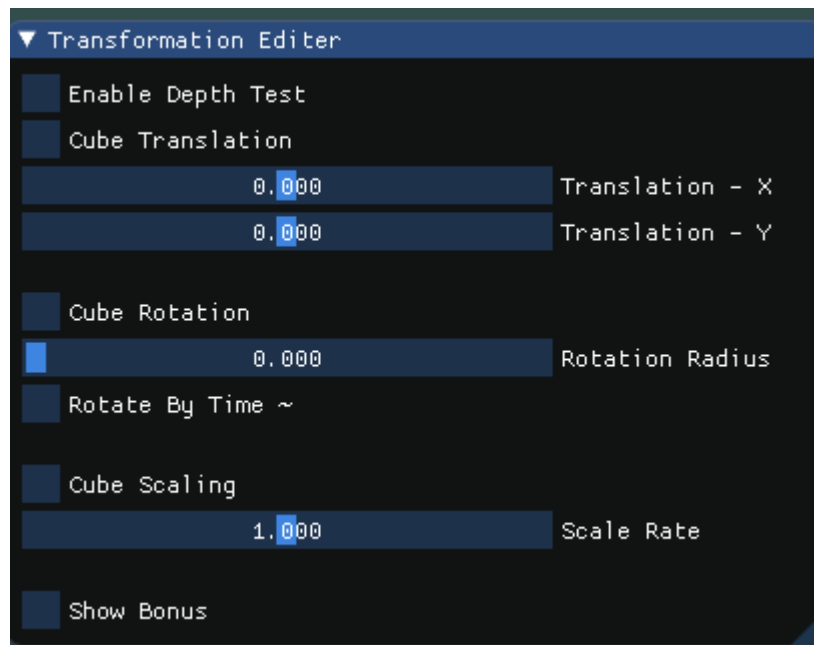 Transformation Editer
Enable Depth Test
Cube Translation
0.000 Translation - X
0.000 Translation - Y
Cube Rotation
0.000 Rotation Radius
Rotate By Time ~
Cube Scaling
1.000 Scale Rate
Show Bonus